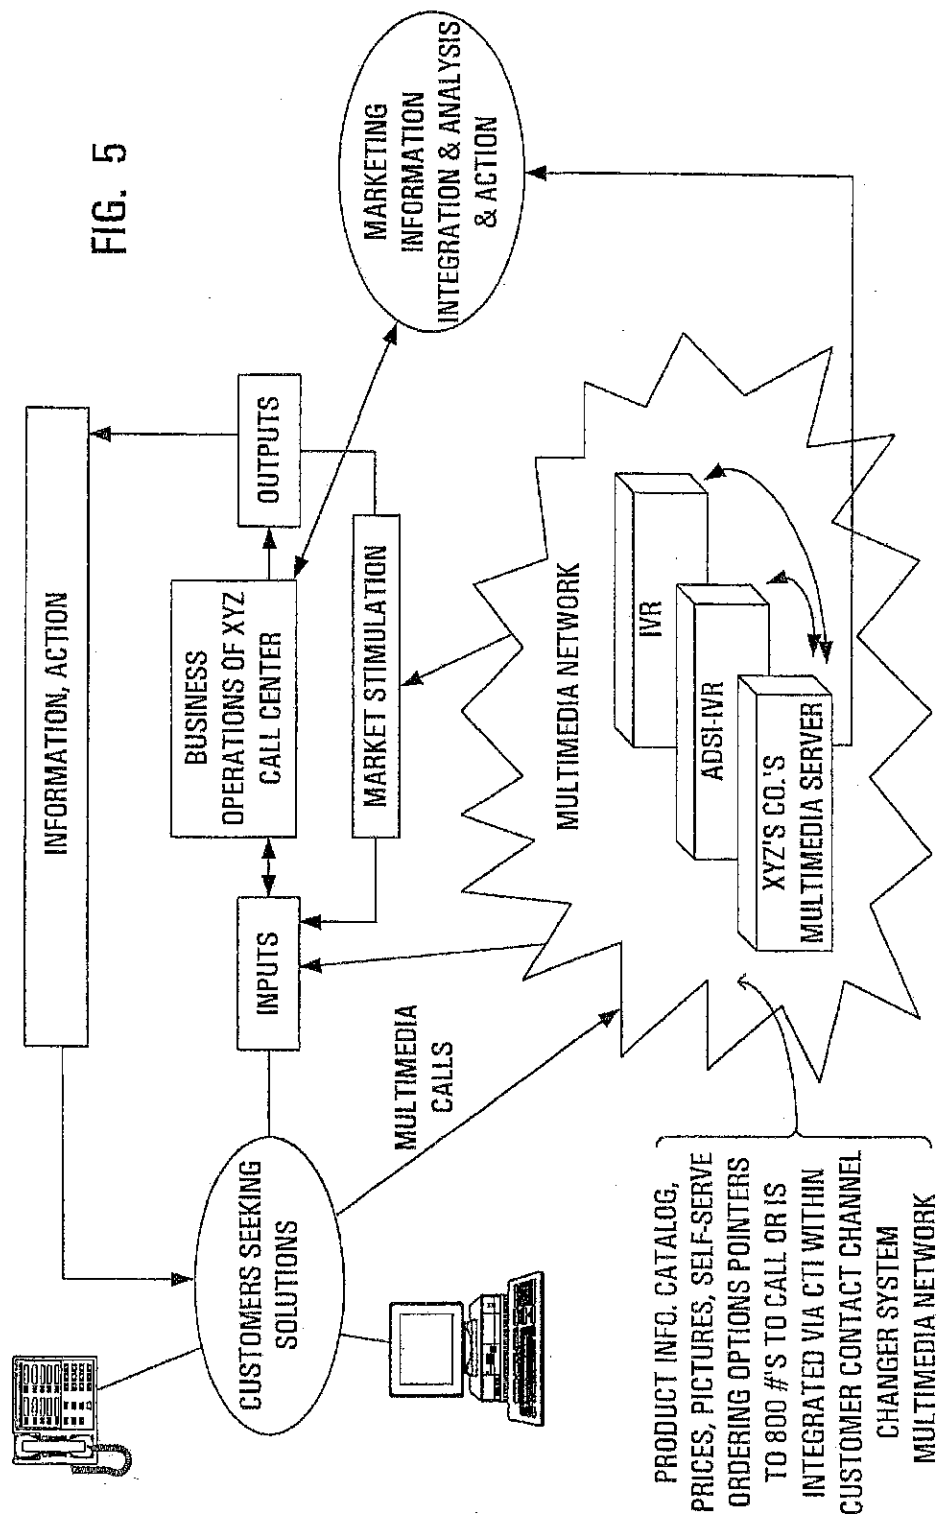 FIG. 5
INFORMATION, ACTION
CUSTOMERS SEEKING
SOLUTIONS
INPUTS
BUSINESS
OPERATIONS OF XYZ
CALL CENTER
OUTPUTS
MARKET STIMULATION
MARKETING
INFORMATION
INTEGRATION & ANALYSIS
& ACTION
MULTIMEDIA
CALLS
MULTIMEDIA NETWORK
IVR
ADSI-IVR
XYZ'S CO.'S
MULTIMEDIA SERVER
PRODUCT INFO. CATALOG,
PRICES, PICTURES, SELF-SERVE
ORDERING OPTIONS POINTERS
TO 800 #'S TO CALL OR IS
INTEGRATED VIA CTI WITHIN
CUSTOMER CONTACT CHANNEL
CHANGER SYSTEM
MULTIMEDIA NETWORK